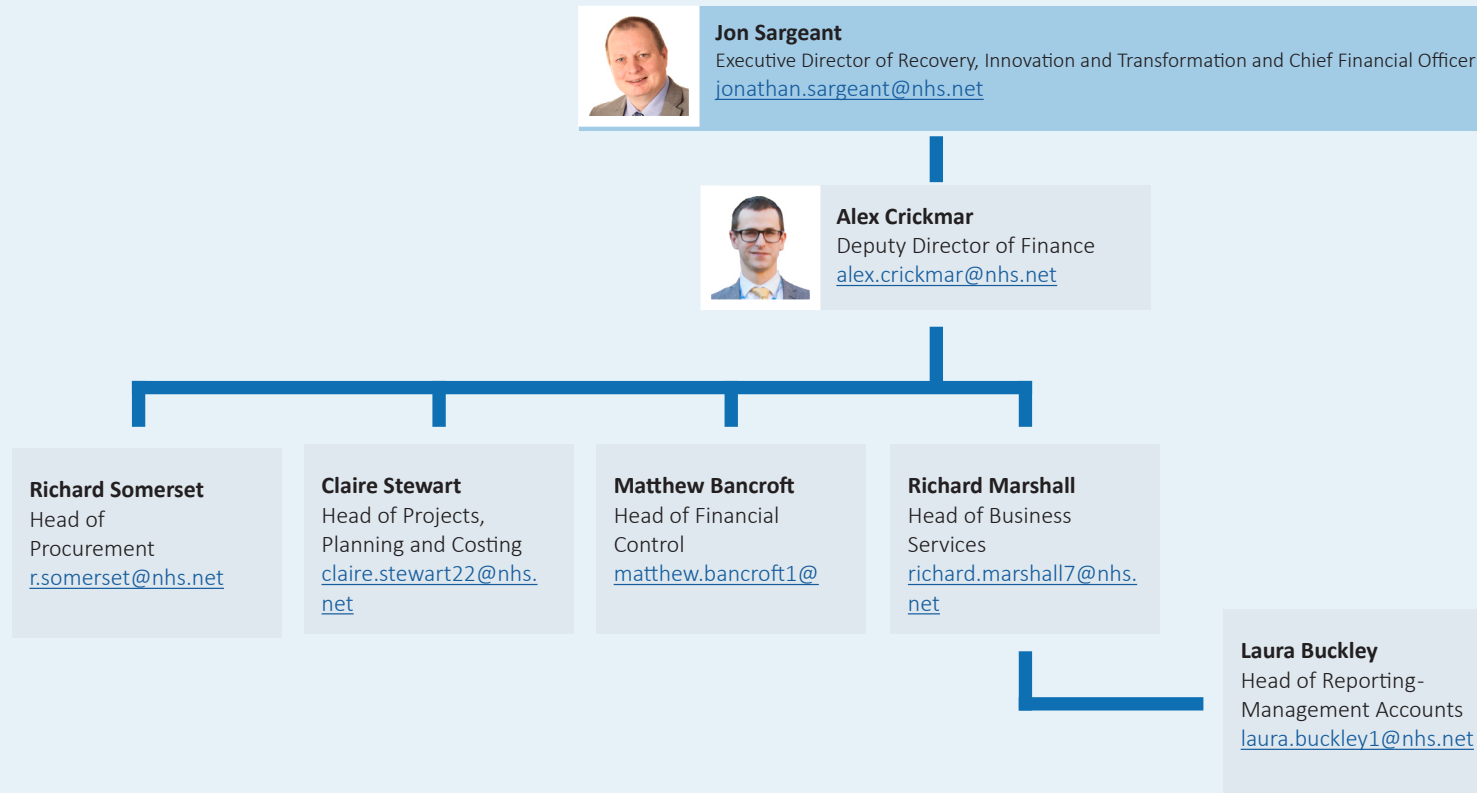 Jon Sargeant
Executive Director of Recovery, Innovation and Transformation and Chief Financial Officer
jonathan.sargeant@nhs.net
Alex Crickmar
Deputy Director of Finance
alex.crickmar@nhs.net
Richard Somerset
Head of
Procurement
r.somerset@nhs.net
Claire Stewart
Head of Projects,
Planning and Costing
claire.stewart22@nhs.
net
Matthew Bancroft
Head of Financial
Control
matthew.bancroft1@
Richard Marshall
Head of Business
Services
richard.marshall7@nhs.
net
Laura Buckley
Head of Reporting-
Management Accounts
laura.buckley1@nhs.net